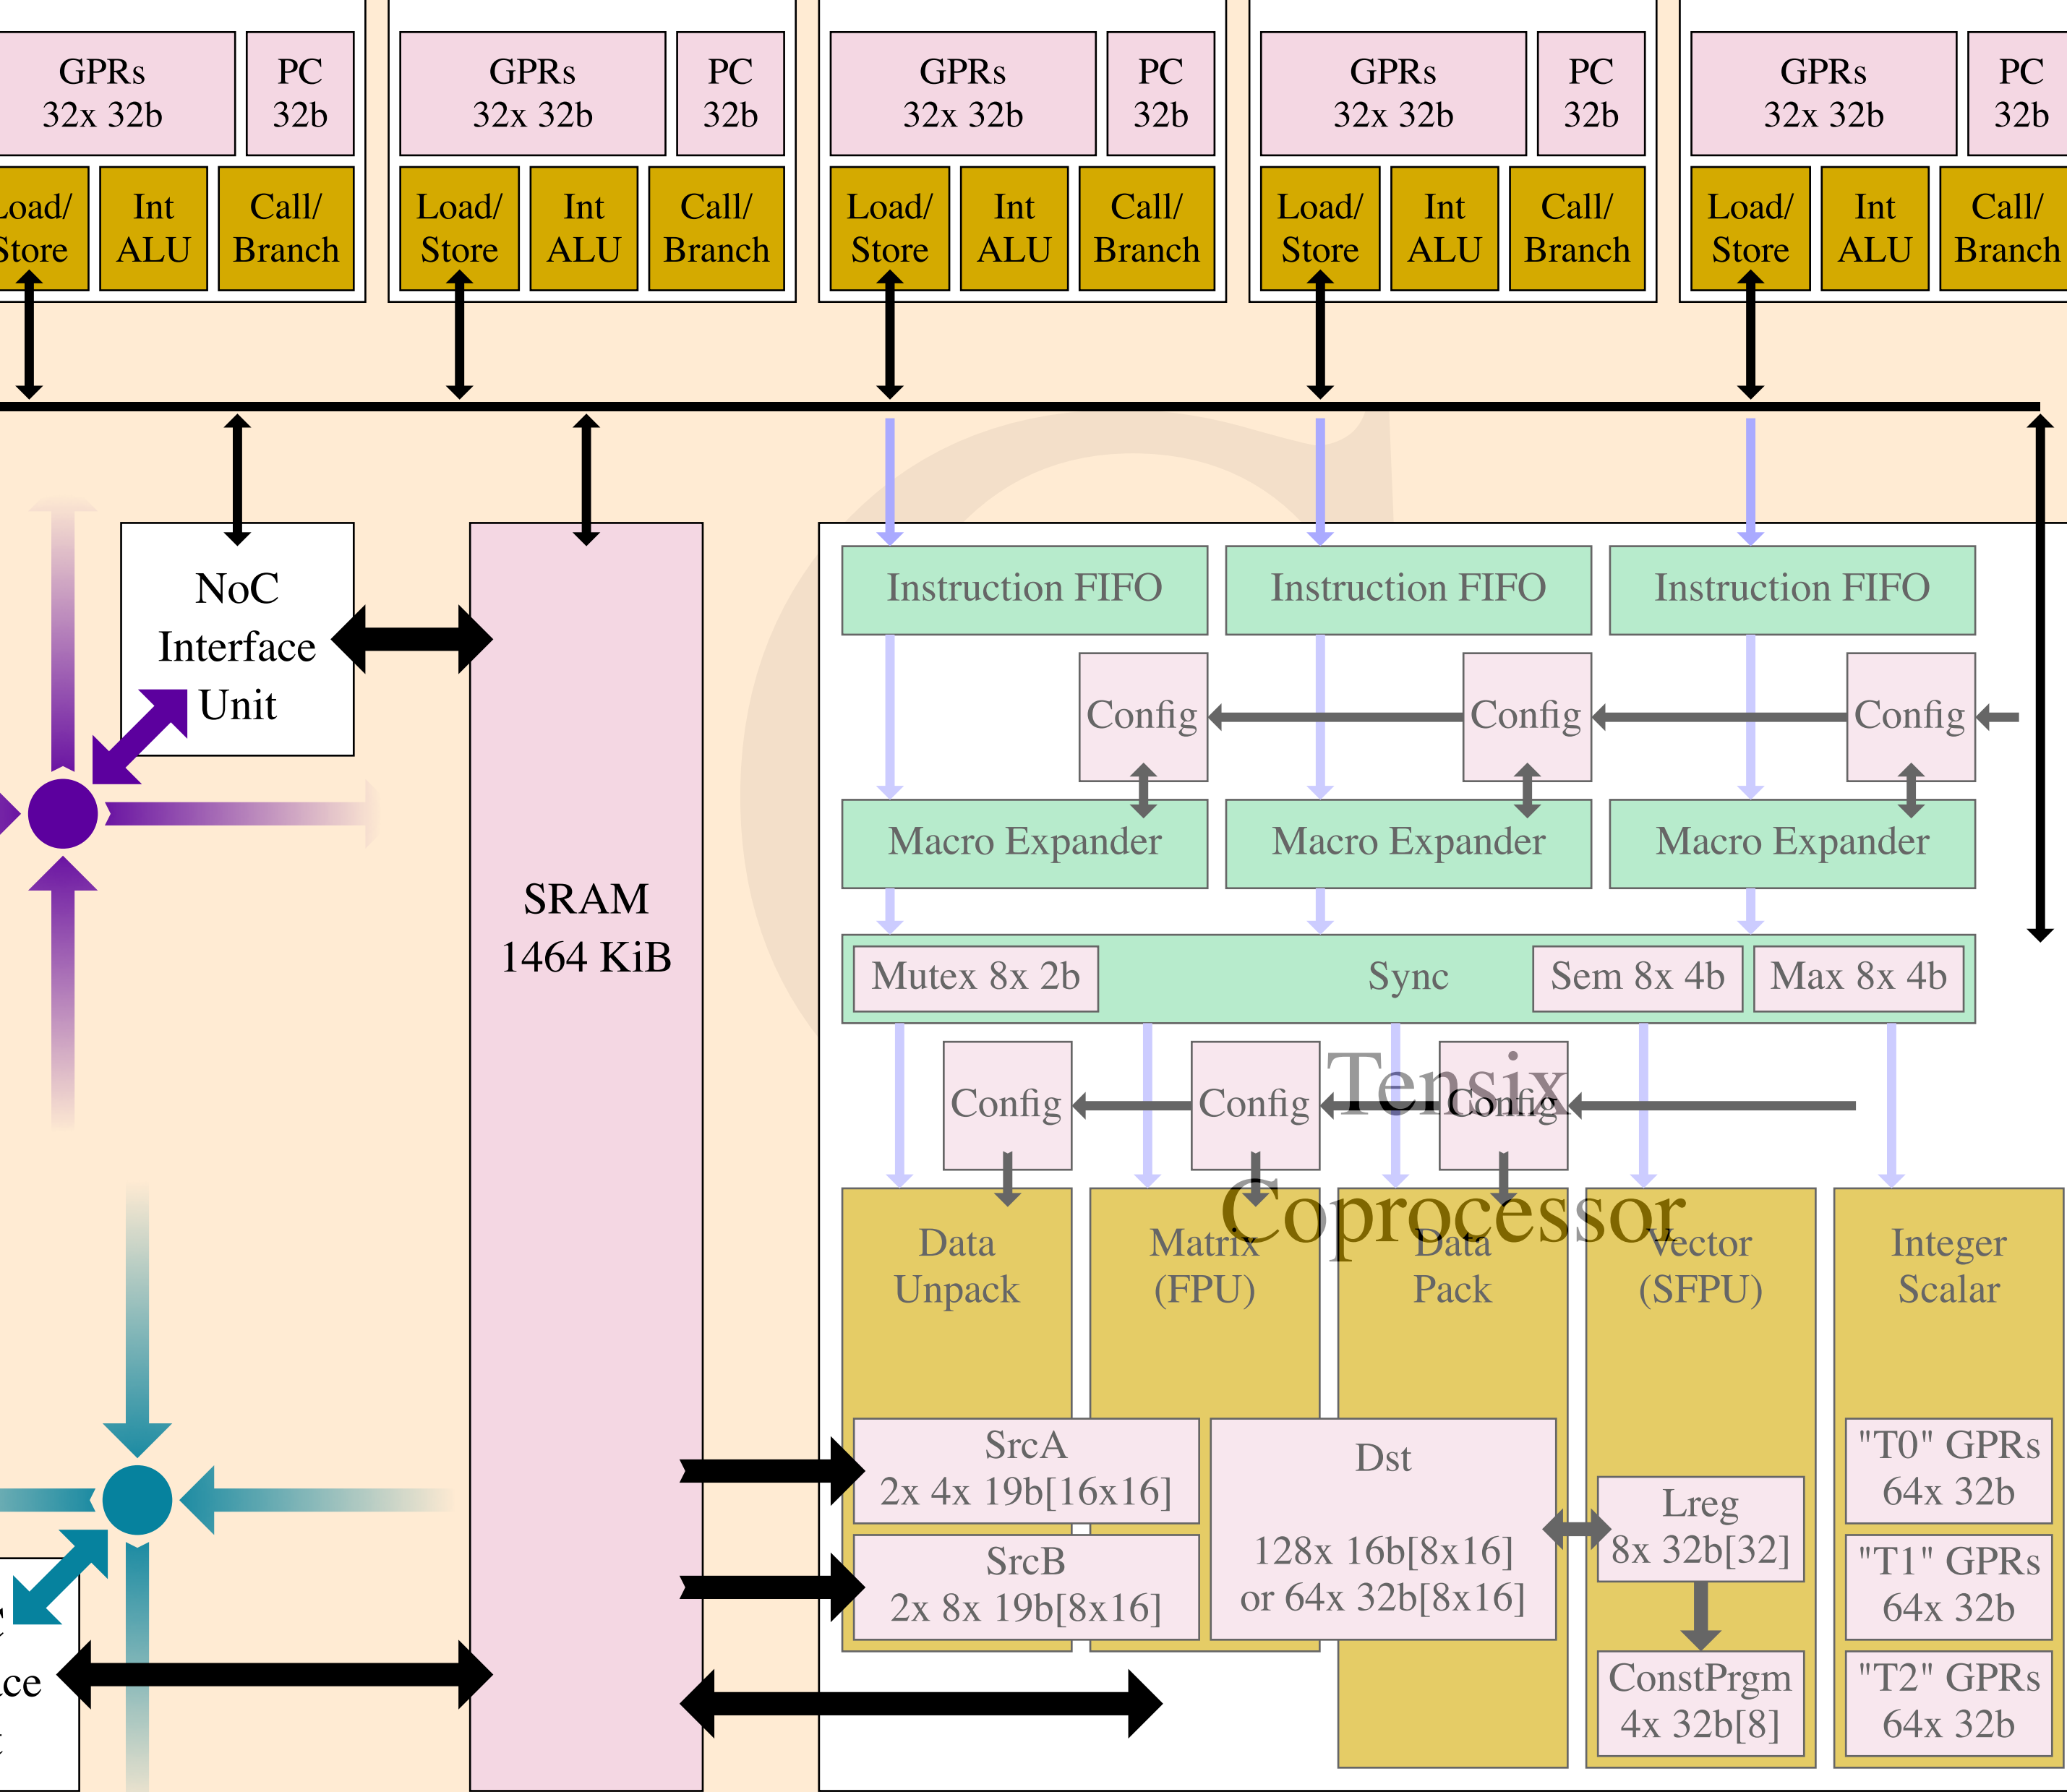 GPRs
32x 32b
PC
32b
GPRs
32x 32b
PC
32b
GPRs
32x 32b
PC
32b
GPRs
32x 32b
PC
32b
GPRs
32x 32b
PC
32b
Load/
Store
Int
ALU
Call/
Branch
Load/
Store
Int
ALU
Call/
Branch
Load/
Store
Int
ALU
Call/
Branch
Load/
Store
Int
ALU
Call/
Branch
Load/
Store
Int
ALU
Call/
Branch
NoC
Interface
Unit
SRAM
1464 KiB
Instruction FIFO
Instruction FIFO
Instruction FIFO
Config
Config
Config
Macro Expander
Macro Expander
Macro Expander
Mutex 8x 2b
Sync
Sem 8x 4b
Max 8x 4b
Tensix
Coprocessor
Config
Config
Config
Data
Unpack
Matrix
(FPU)
Data
Pack
Vector
(SFPU)
Integer
Scalar
SrcA
2x 4x 19b[16x16]
SrcB
2x 8x 19b[8x16]
Dst
128x 16b[8x16]
or 64x 32b[8x16]
Lreg
8x 32b[32]
ConstPrgm
4x 32b[8]
"T0" GPRs
64x 32b
"T1" GPRs
64x 32b
"T2" GPRs
64x 32b